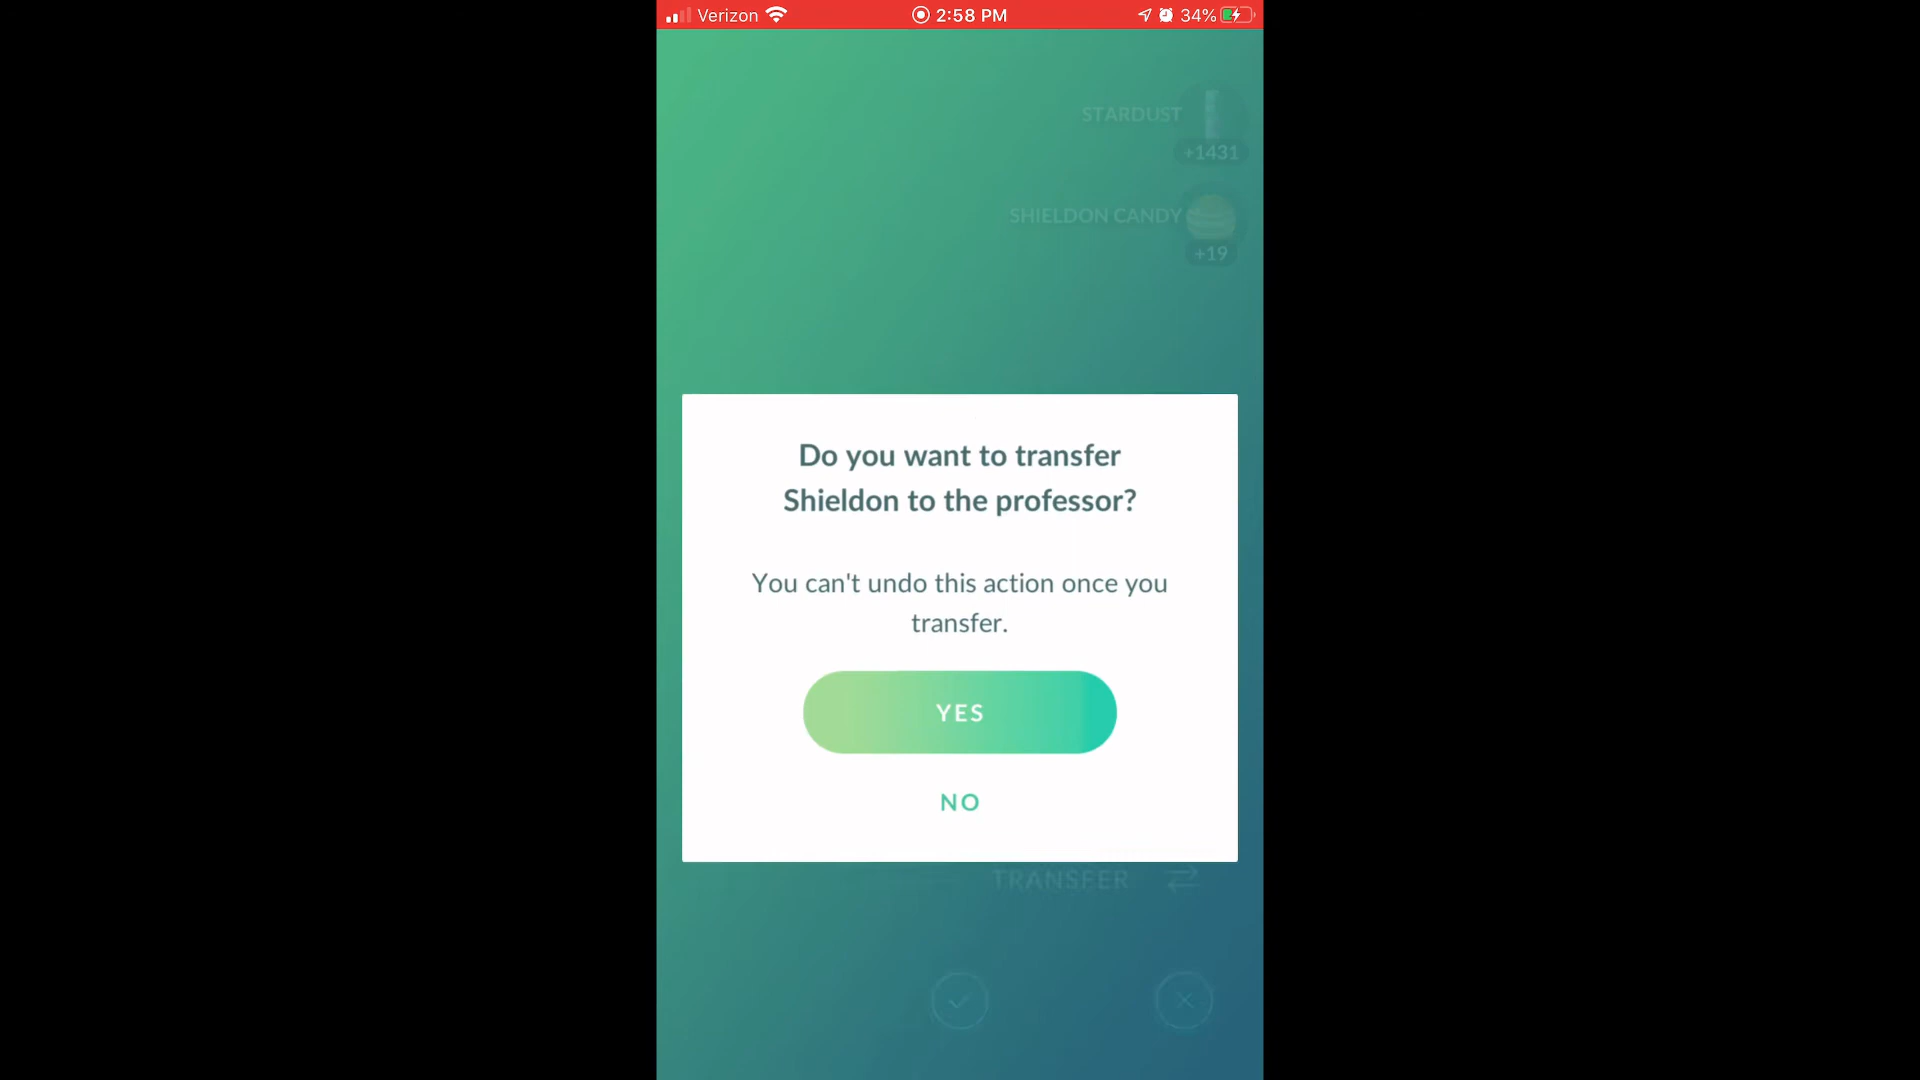 Verizon 2:58 PM 34%
STARDUST
+1431
SHIELDON CANDY
+19
Do you want to transfer
Shieldon to the professor?
You can't undo this action once you
transfer.
YES
NO
TRANSFER